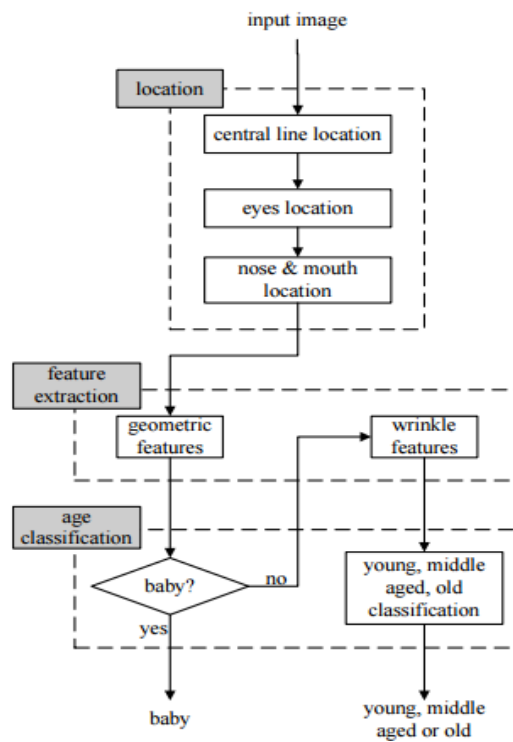 input image
location
central line location
eyes location
nose & mouth
location
feature
extraction
geometric
features
wrinkle
features
age
classification
baby?
no
yes
young, middle
aged, old
classification
baby
young, middle
aged or old